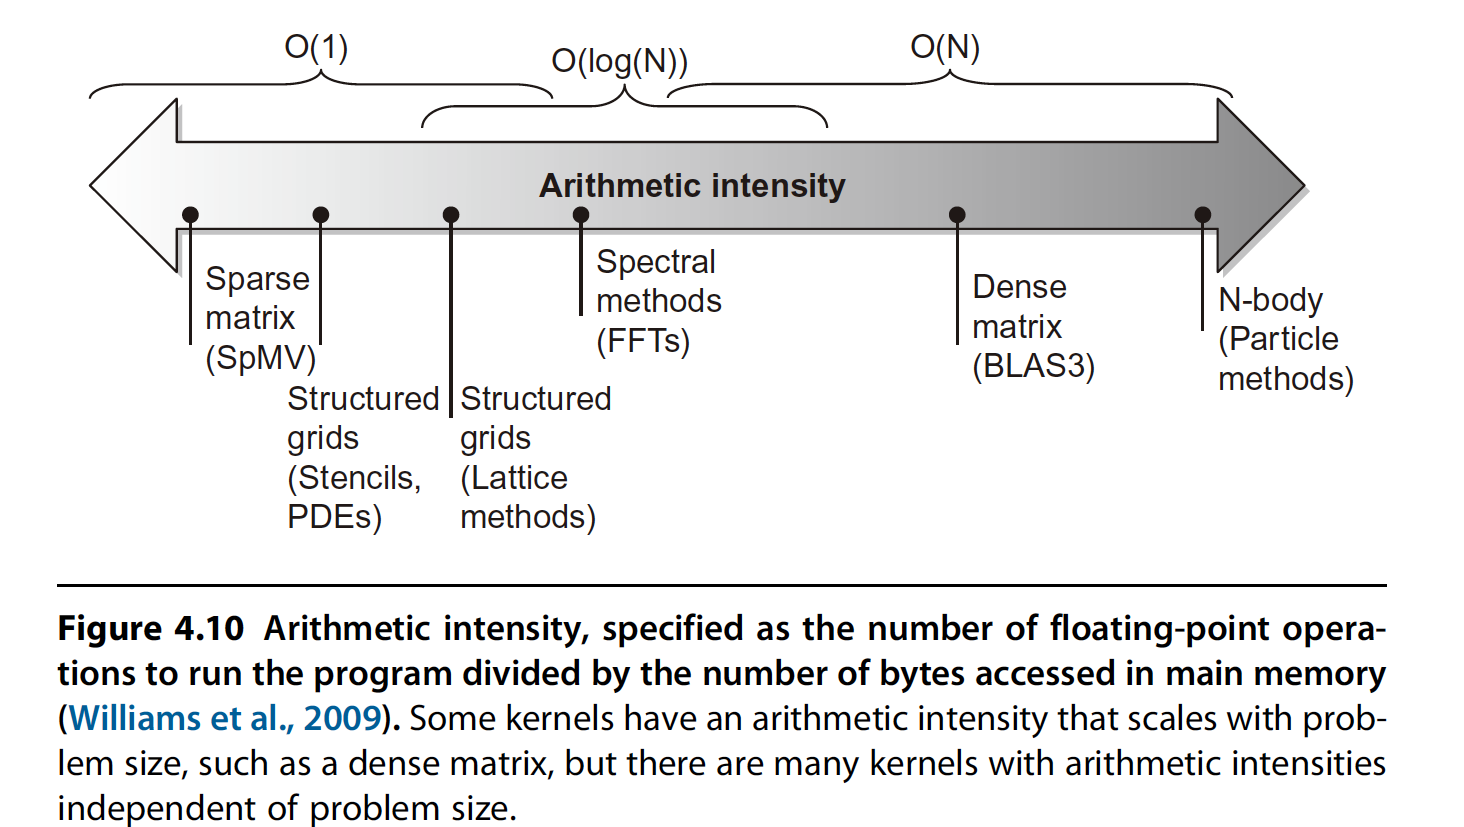 O(1)
O(log(N))
O(N)
Arithmetic intensity
Sparse
matrix
(SpMV)
Structured
grids
(Stencils,
PDEs)
Structured
grids
(Lattice
methods)
Spectral
methods
(FFTs)
Dense
matrix
(BLAS3)
N-body
(Particle
methods)
Figure 4.10 Arithmetic intensity, specified as the number of floating-point opera-
tions to run the program divided by the number of bytes accessed in main memory
(Williams et al., 2009). Some kernels have an arithmetic intensity that scales with prob-
lem size, such as a dense matrix, but there are many kernels with arithmetic intensities
independent of problem size.